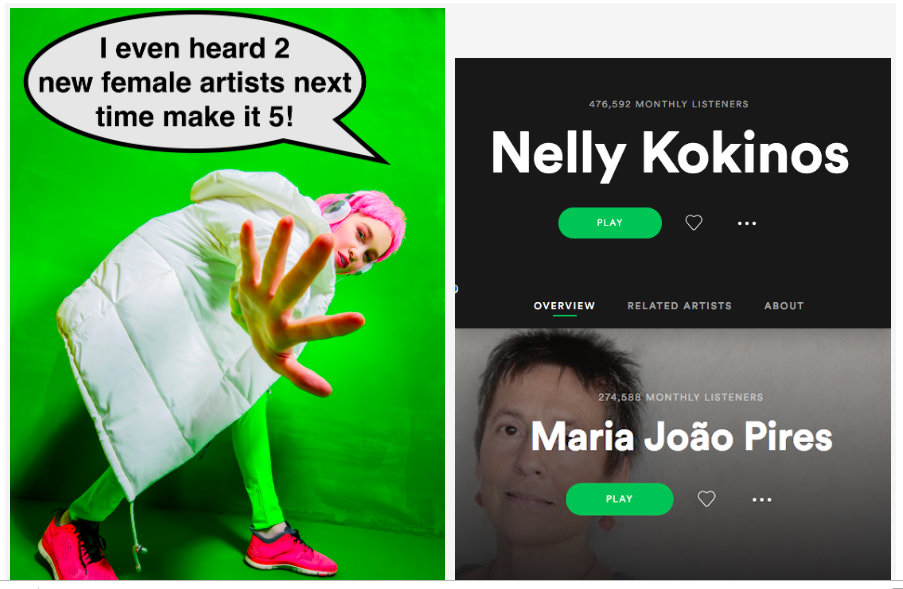 I even heard 2
new female artists next
time make it 5!
476,592 MONTHLY LISTENERS
Nelly Kokinos
PLAY
OVERVIEW RELATED ARTISTS ABOUT
274,588 MONTHLY LISTENERS
Maria João Pires
PLAY